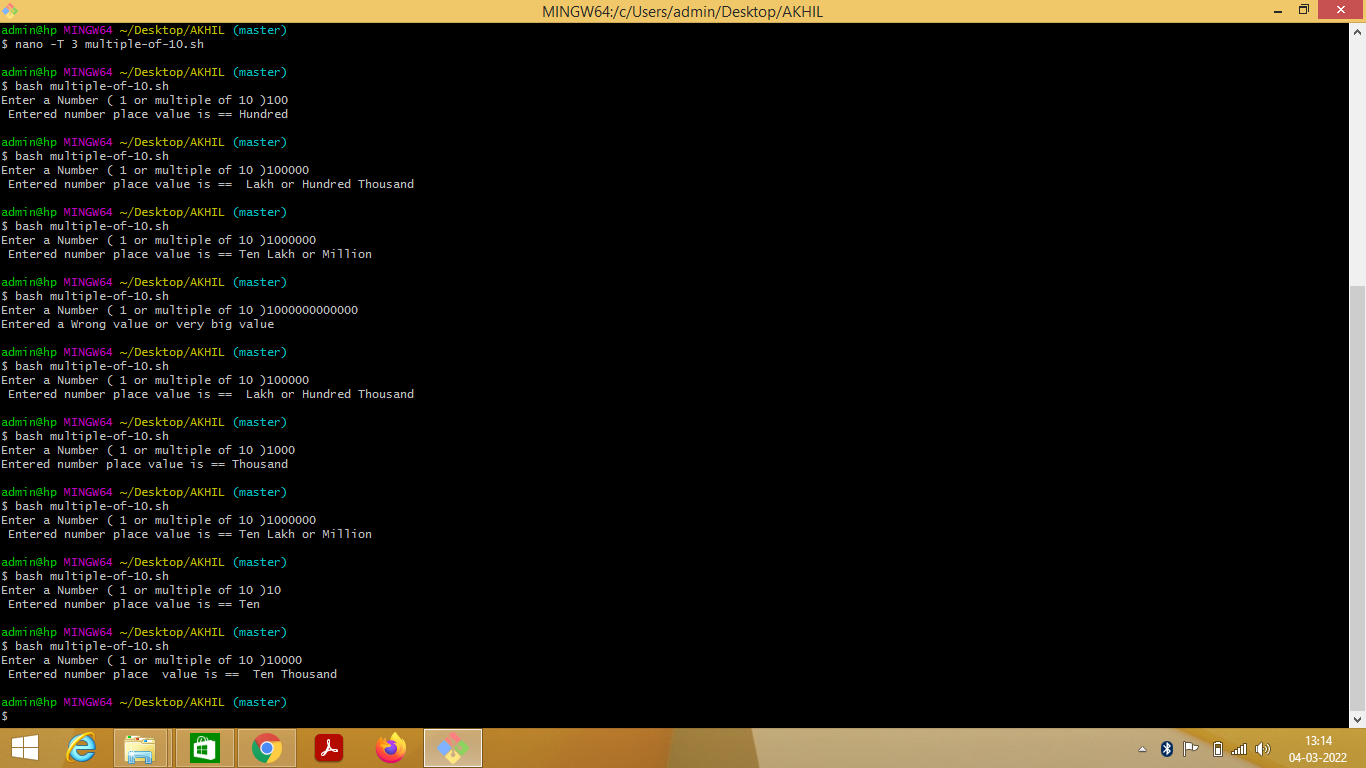 MINGW64:/c/Users/admin/Desktop/AKHIL
admin@hp MINGW64 ~/Desktop/AKHIL (master)
$ nano -T 3 multiple-of-10.sh
admin@hp MINGW64 ~/Desktop/AKHIL (master)
$ bash multiple-of-10.sh
Enter a Number ( 1 or multiple of 10 )100
 Entered number place value is == Hundred
admin@hp MINGW64 ~/Desktop/AKHIL (master)
$ bash multiple-of-10.sh
Enter a Number ( 1 or multiple of 10 )100000
 Entered number place value is ==  Lakh or Hundred Thousand
admin@hp MINGW64 ~/Desktop/AKHIL (master)
$ bash multiple-of-10.sh
Enter a Number ( 1 or multiple of 10 )1000000
 Entered number place value is == Ten Lakh or Million
admin@hp MINGW64 ~/Desktop/AKHIL (master)
$ bash multiple-of-10.sh
Enter a Number ( 1 or multiple of 10 )1000000000000
Entered a Wrong value or very big value
admin@hp MINGW64 ~/Desktop/AKHIL (master)
$ bash multiple-of-10.sh
Enter a Number ( 1 or multiple of 10 )100000
 Entered number place value is ==  Lakh or Hundred Thousand
admin@hp MINGW64 ~/Desktop/AKHIL (master)
$ bash multiple-of-10.sh
Enter a Number ( 1 or multiple of 10 )1000
Entered number place value is == Thousand
admin@hp MINGW64 ~/Desktop/AKHIL (master)
$ bash multiple-of-10.sh
Enter a Number ( 1 or multiple of 10 )1000000
 Entered number place value is == Ten Lakh or Million
admin@hp MINGW64 ~/Desktop/AKHIL (master)
$ bash multiple-of-10.sh
Enter a Number ( 1 or multiple of 10 )10
 Entered number place value is == Ten
admin@hp MINGW64 ~/Desktop/AKHIL (master)
$ bash multiple-of-10.sh
Enter a Number ( 1 or multiple of 10 )10000
 Entered number place  value is ==  Ten Thousand
admin@hp MINGW64 ~/Desktop/AKHIL (master)
$
13:14
04-03-2022